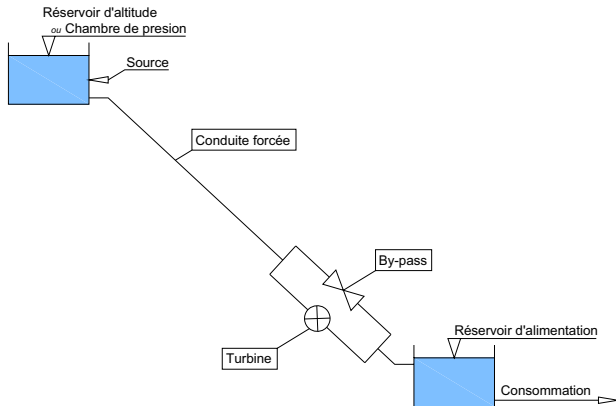 Réservoir d'altitude
ou Chambre de presion
Source
Conduite forcée
By-pass
Turbine
Réservoir d'alimentation
Consommation